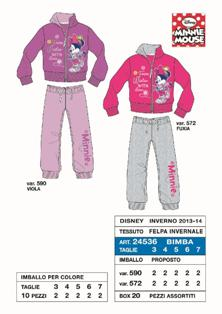 Disney
MINNIE
MOUSE
var. 572
FUXIA
var. 590
VIOLA
Minnie
Minnie
DISNEY INVERNO 2013-14
TESSUTO FELPA INVERNALE
ART. 24536 BIMBA
TAGLIE 3 4 5 6 7
IMBALLO PROPOSTO
var. 590 2 2 2 2 2
var. 572 2 2 2 2 2
BOX 20 PEZZI ASSORTITI
IMBALLO PER COLORE
TAGLIE 3 4 5 6 7
10 PEZZI 2 2 2 2 2